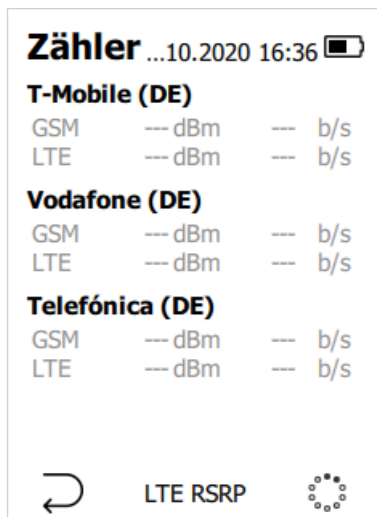 Zähler ...10.2020 16:36
T-Mobile (DE)
GSM --- dBm --- b/s
LTE --- dBm --- b/s
Vodafone (DE)
GSM --- dBm --- b/s
LTE --- dBm --- b/s
Telefónica (DE)
GSM --- dBm --- b/s
LTE --- dBm --- b/s
LTE RSRP